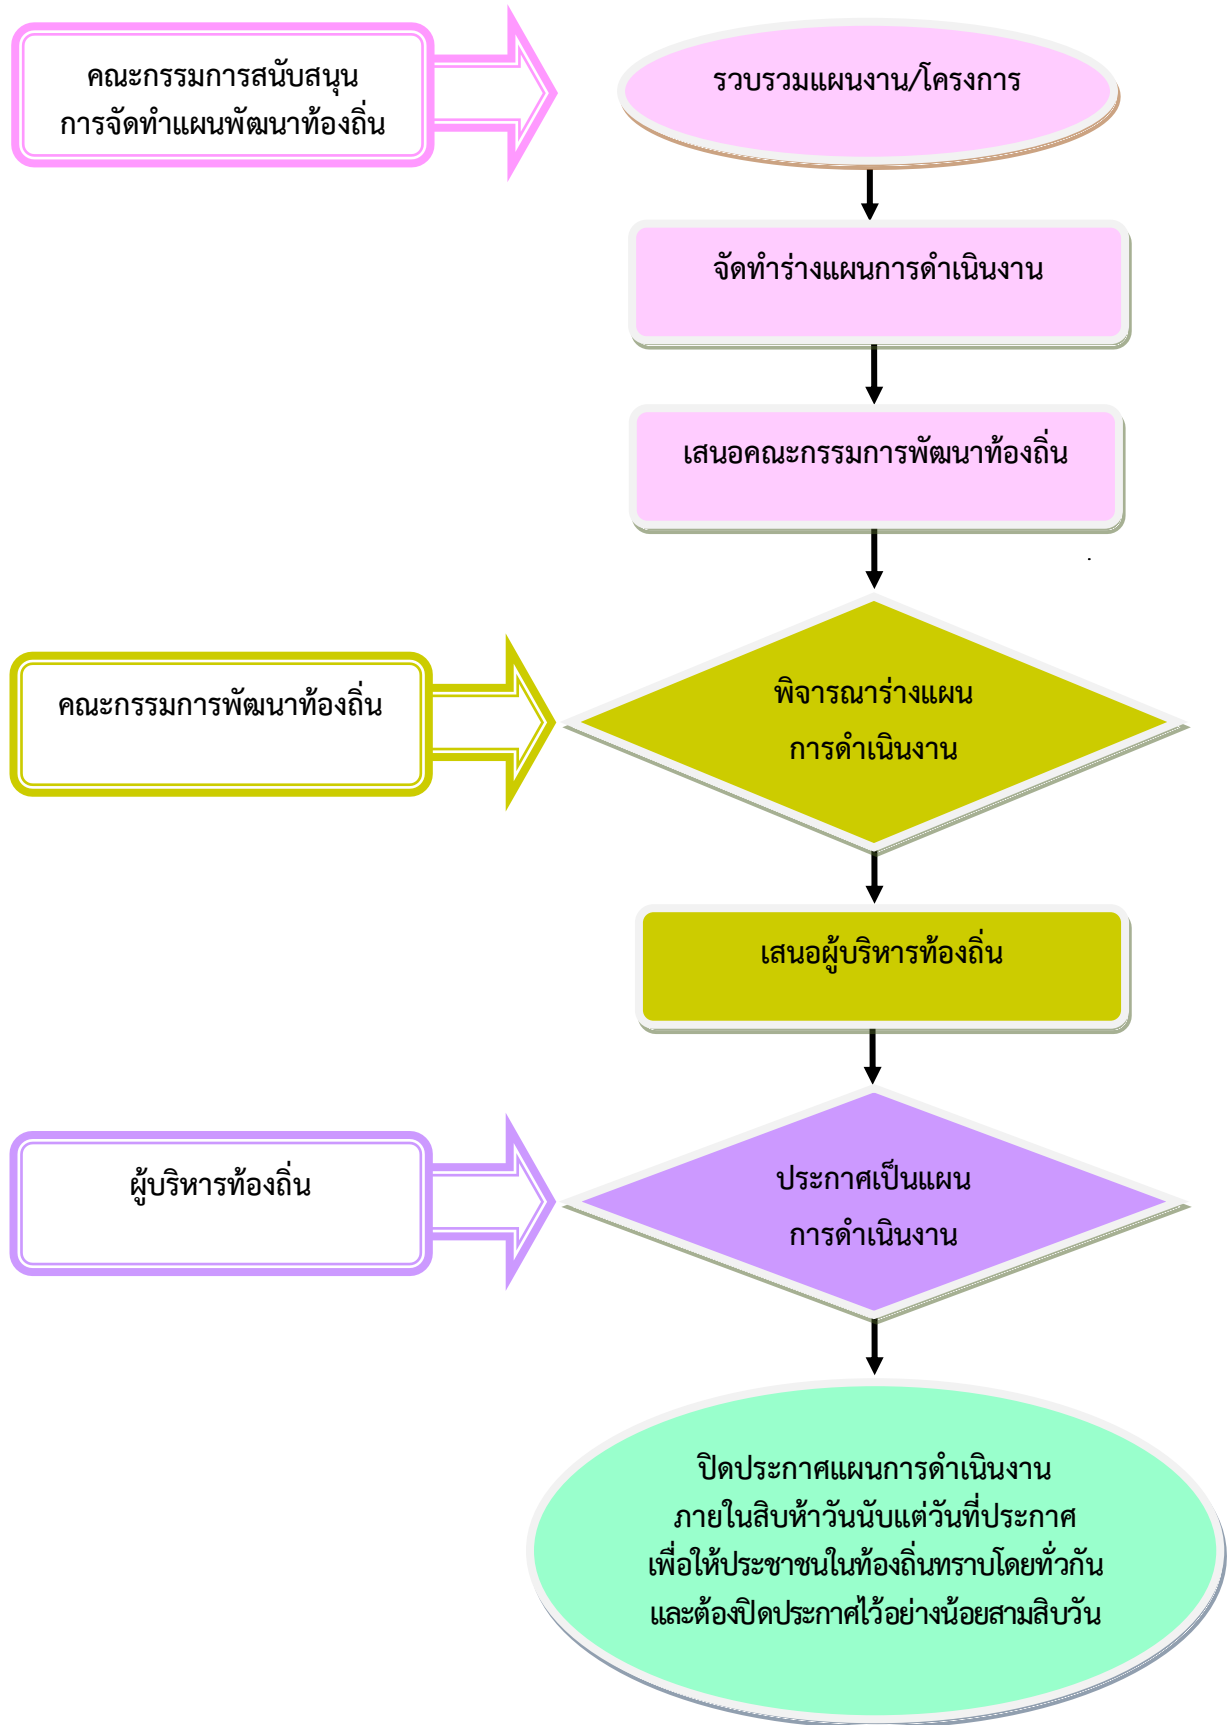 คณะกรรมการสนับสนุน
การจัดทำแผนพัฒนาท้องถิ่น
รวบรวมแผนงาน/โครงการ
จัดทำร่างแผนการดำเนินงาน
เสนอคณะกรรมการพัฒนาท้องถิ่น
คณะกรรมการพัฒนาท้องถิ่น
พิจารณาร่างแผน
การดำเนินงาน
เสนอผู้บริหารท้องถิ่น
ผู้บริหารท้องถิ่น
ประกาศเป็นแผน
การดำเนินงาน
ปิดประกาศแผนการดำเนินงาน
ภายในสิบห้าวันนับแต่วันที่ประกาศ
เพื่อให้ประชาชนในท้องถิ่นทราบโดยทั่วกัน
และต้องปิดประกาศไว้อย่างน้อยสามสิบวัน